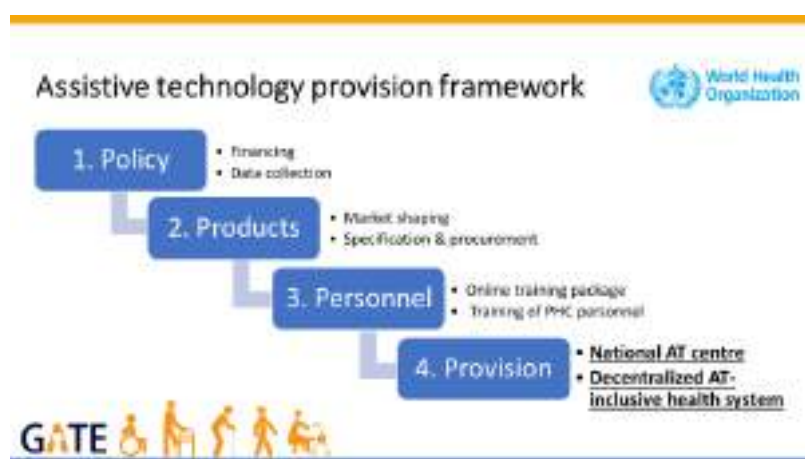 Assistive technology provision framework
World Health
Organization
1. Policy
• Financing
• Data collection
2. Products
• Market shaping
• Specification & procurement
3. Personnel
• Online training package
• Training of PHC personnel
4. Provision
• National AT centre
• Decentralized AT-
inclusive health system
GATE